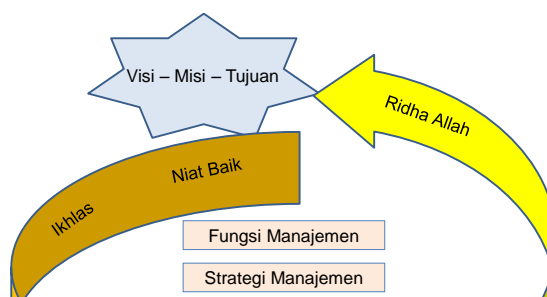 Visi – Misi – Tujuan
Ridha Allah
Niat Baik
Ikhlas
Fungsi Manajemen
Strategi Manajemen